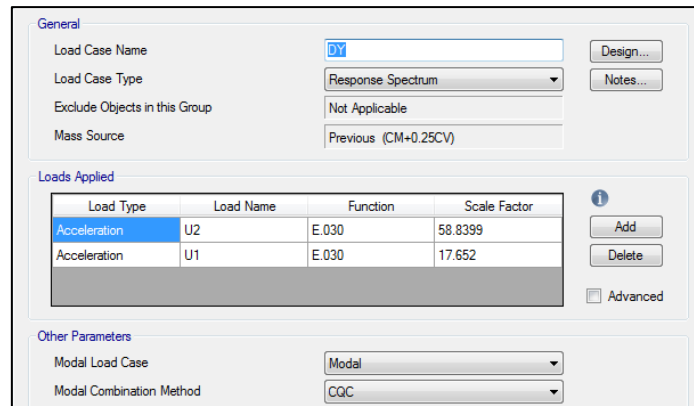 General
Load Case Name DY Design...
Load Case Type Response Spectrum Notes...
Exclude Objects in this Group Not Applicable
Mass Source Previous (CM+0.25CV)
Loads Applied
Load Type Load Name Function Scale Factor
Acceleration U2 E.030 58.8399 Add
Acceleration U1 E.030 17.652 Delete
Advanced
Other Parameters
Modal Load Case Modal
Modal Combination Method CQC